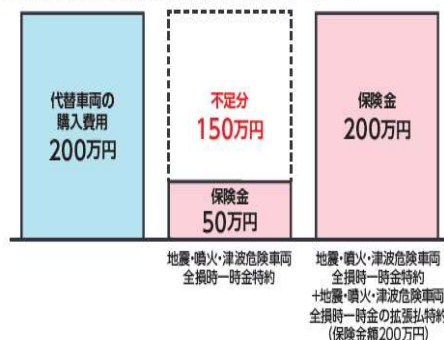 代替車両の
購入費用
200万円
不足分
150万円
保険金
50万円
保険金
200万円
地震・噴火・津波危険車両
全損時一時金特約
地震・噴火・津波危険車両
全損時一時金特約
+地震・噴火・津波危険車両
全損時一時金の拡張払特約
(保険金額200万円)